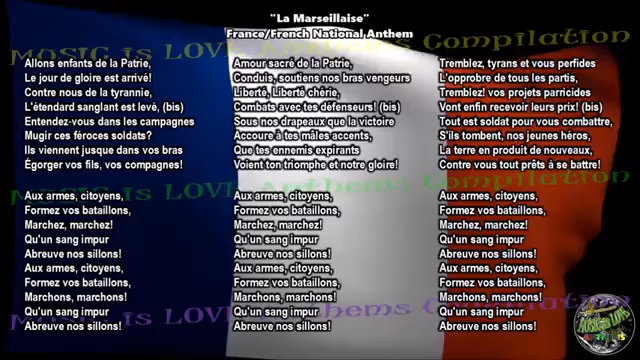 "La Marseillaise"
France/French National Anthem
MUSIC is LOVE Anthems Compilation
Allons enfants de la Patrie,
Le jour de gloire est arrivé!
Contre nous de la tyrannie,
L'étendard sanglant est levé, (bis)
Entendez-vous dans les campagnes
Mugir ces féroces soldats?
Ils viennent jusque dans vos bras
Égorger vos fils, vos compagnes!
Aux armes, citoyens,
Formez vos bataillons,
Marchez, marchez!
Qu'un sang impur
Abreuve nos sillons!
Aux armes, citoyens,
Formez vos bataillons,
Marchons, marchons!
Qu'un sang impur
Abreuve nos sillons!
Amour sacré de la Patrie,
Conduis, soutiens nos bras vengeurs
Liberté, Liberté chérie,
Combats avec tes défenseurs! (bis)
Sous nos drapeaux que la victoire
Accoure à tes mâles accents,
Que tes ennemis expirants
Voient ton triomphe et notre gloire!
Aux armes, citoyens,
Formez vos bataillons,
Marchez, marchez!
Qu'un sang impur
Abreuve nos sillons!
Aux armes, citoyens,
Formez vos bataillons,
Marchons, marchons!
Qu'un sang impur
Abreuve nos sillons!
Tremblez, tyrans et vous perfides
L'opprobre de tous les partis,
Tremblez! vos projets parricides
Vont enfin recevoir leurs prix! (bis)
Tout est soldat pour vous combattre,
S'ils tombent, nos jeunes héros,
La terre en produit de nouveaux,
Contre vous tout prêts à se battre!
Aux armes, citoyens,
Formez vos bataillons,
Marchez, marchez!
Qu'un sang impur
Abreuve nos sillons!
Aux armes, citoyens,
Formez vos bataillons,
Marchons, marchons!
Qu'un sang impur
Abreuve nos sillons!
MUSIC is LOVE Anthems Compilation
MUSIC is LOVE Anthems Compilation